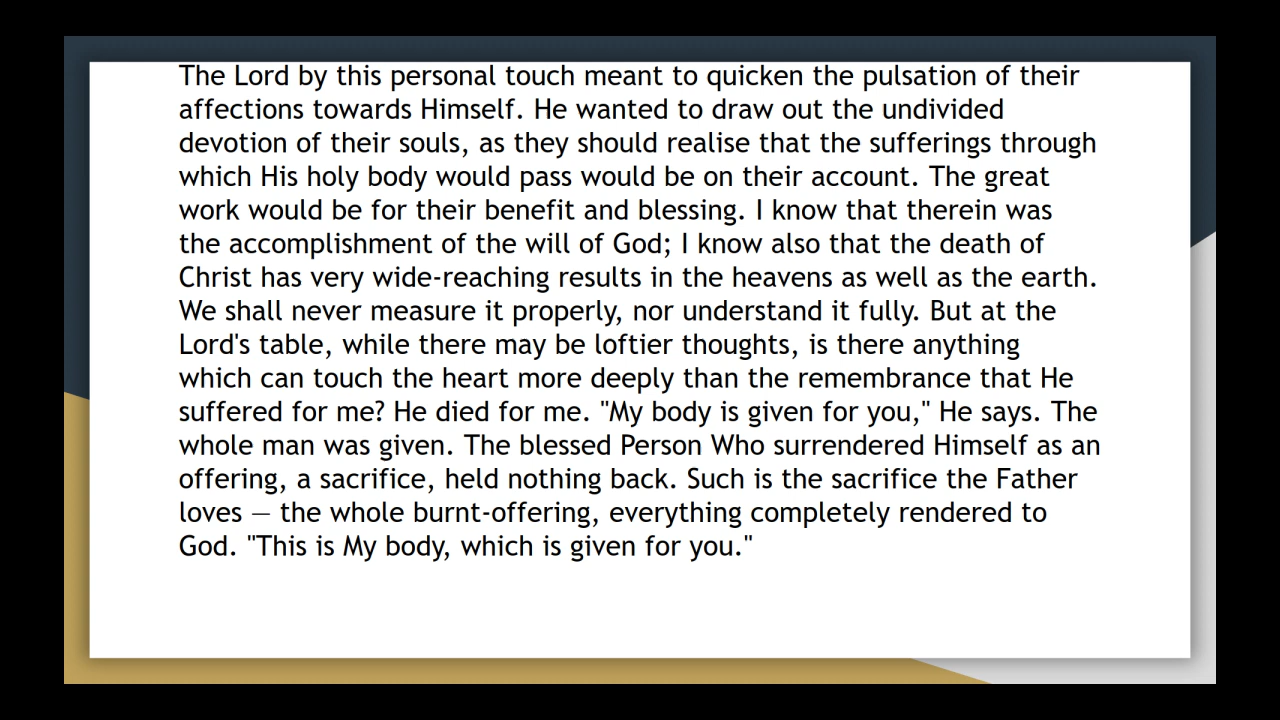 The Lord by this personal touch meant to quicken the pulsation of their
affections towards Himself. He wanted to draw out the undivided
devotion of their souls, as they should realise that the sufferings through
which His holy body would pass would be on their account. The great
work would be for their benefit and blessing. I know that therein was
the accomplishment of the will of God; I know also that the death of
Christ has very wide-reaching results in the heavens as well as the earth.
We shall never measure it properly, nor understand it fully. But at the
Lord's table, while there may be loftier thoughts, is there anything
which can touch the heart more deeply than the remembrance that He
suffered for me? He died for me. "My body is given for you," He says. The
whole man was given. The blessed Person Who surrendered Himself as an
offering, a sacrifice, held nothing back. Such is the sacrifice the Father
loves — the whole burnt-offering, everything completely rendered to
God. "This is My body, which is given for you."